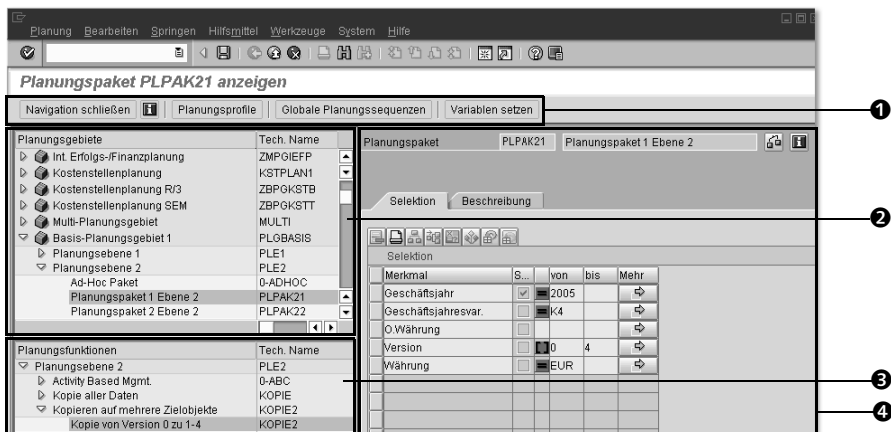 Planung Bearbeiten Springen Hilfsmittel Werkzeuge System Hilfe
Planungspaket PLPAK21 anzeigen
Navigation schließen Planungsprofile Globale Planungssequenzen Variablen setzen
❶
Planungsgebiete Tech. Name
Int. Erfolgs-/Finanzplanung ZMPGIEFP
Kostenstellenplanung KSTPLAN1
Kostenstellenplanung R/3 ZBPGKSTB
Kostenstellenplanung SEM ZBPGKSTT
Multi-Planungsgebiet MULTI
Basis-Planungsgebiet 1 PLGBASIS
Planungsebene 1 PLE1
Planungsebene 2 PLE2
Ad-Hoc Paket 0-ADHOC
Planungspaket 1 Ebene 2 PLPAK21
Planungspaket 2 Ebene 2 PLPAK22
❷
Planungsfunktionen Tech. Name
Planungsebene 2 PLE2
Activity Based Mgmt. 0-ABC
Kopie aller Daten KOPIE
Kopieren auf mehrere Zielobjekte KOPIE2
Kopie von Version 0 zu 1-4 KOPIE2
❸
Planungspaket PLPAK21 Planungspaket 1 Ebene 2
Selektion Beschreibung
Selektion
Merkmal S... von bis Mehr
Geschäftsjahr 2005
Geschäftsjahresvar. K4
O.Währung
Version 0 4
Währung EUR
❹